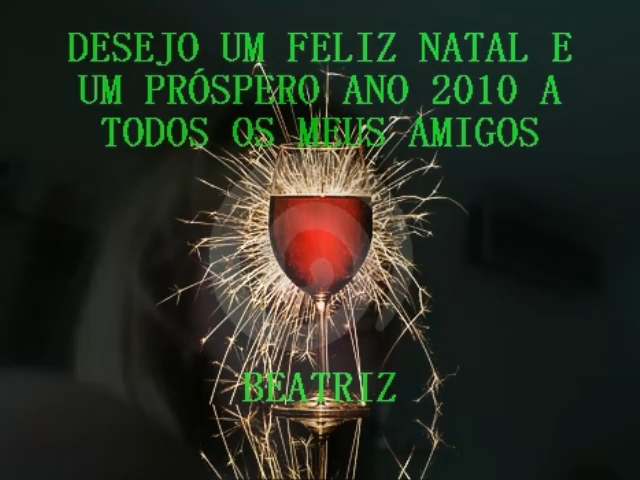 DESEJO UM FELIZ NATAL E
UM PRÓSPERO ANO 2010 A
TODOS OS MEUS AMIGOS
BEATRIZ